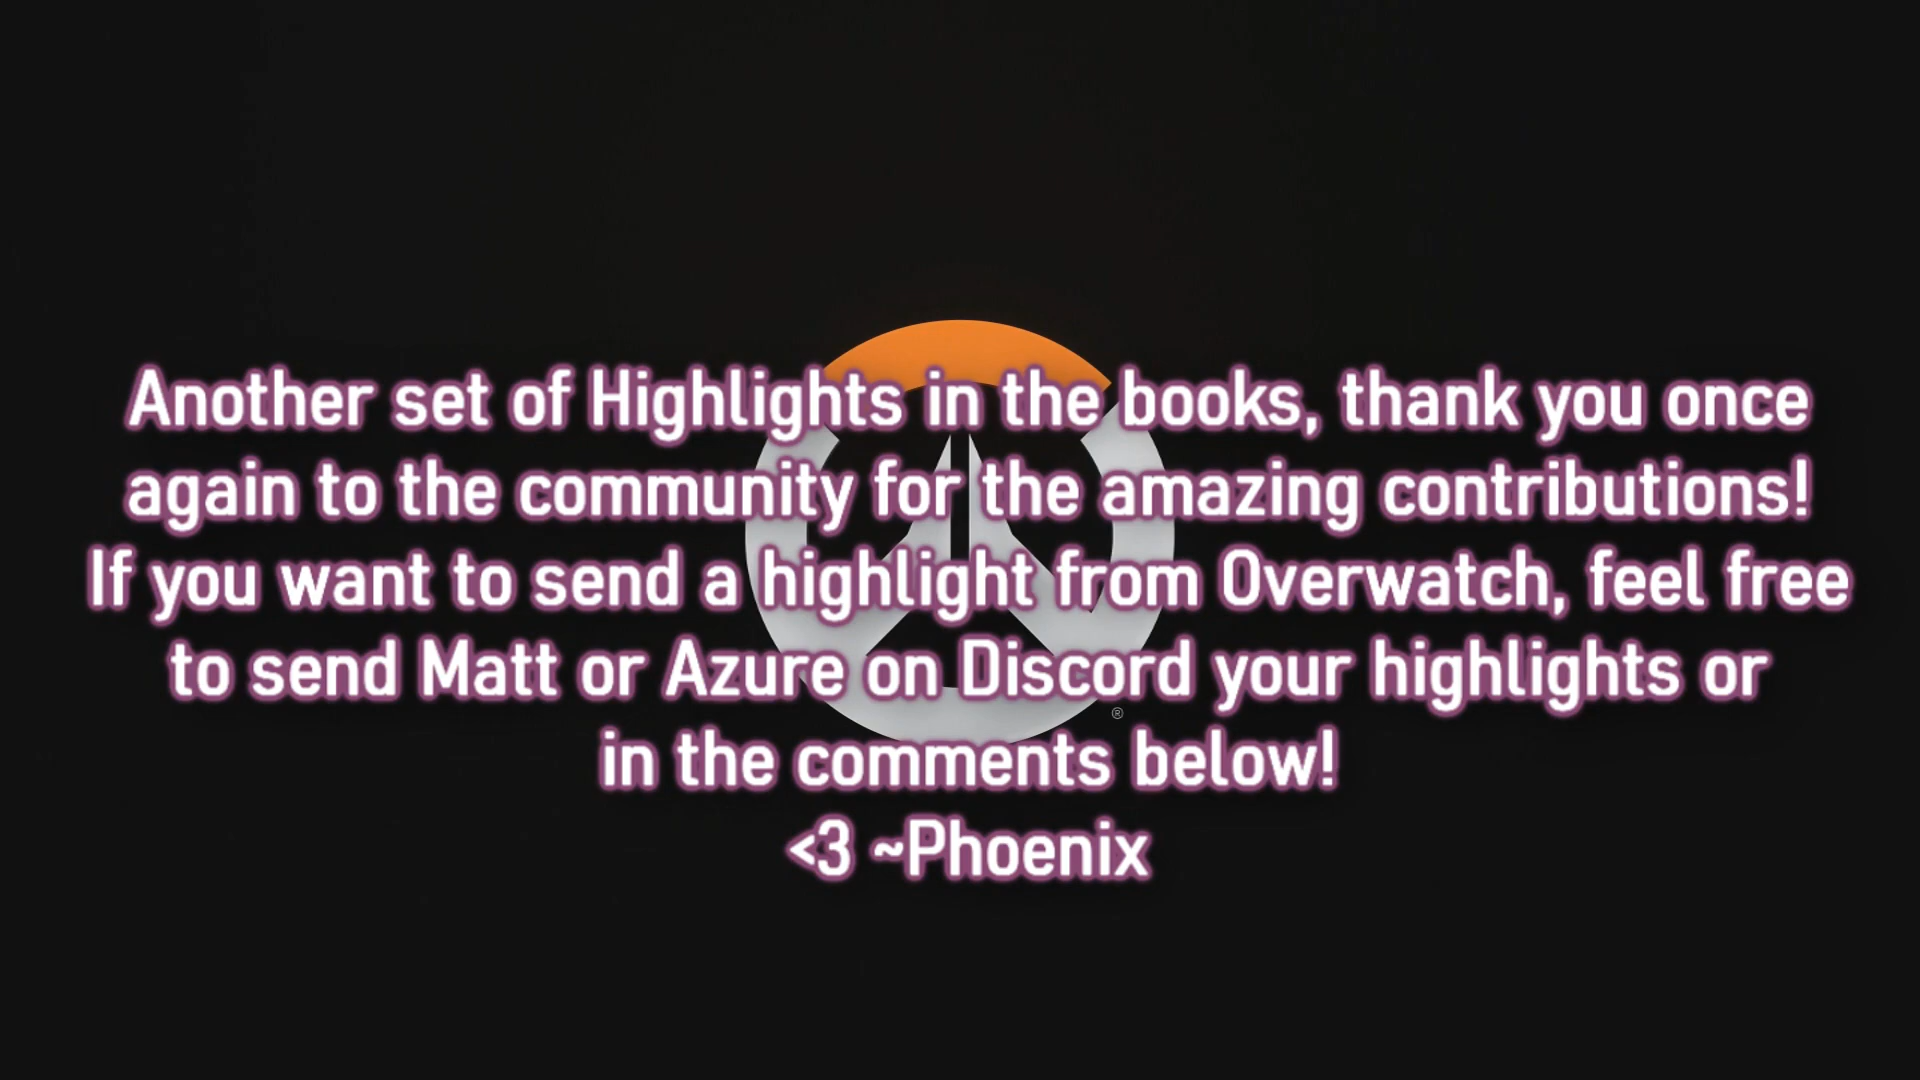 Another set of Highlights in the books, thank you once
again to the community for the amazing contributions!
If you want to send a highlight from Overwatch, feel free
to send Matt or Azure on Discord your highlights or
®
in the comments below!
<3 ~Phoenix